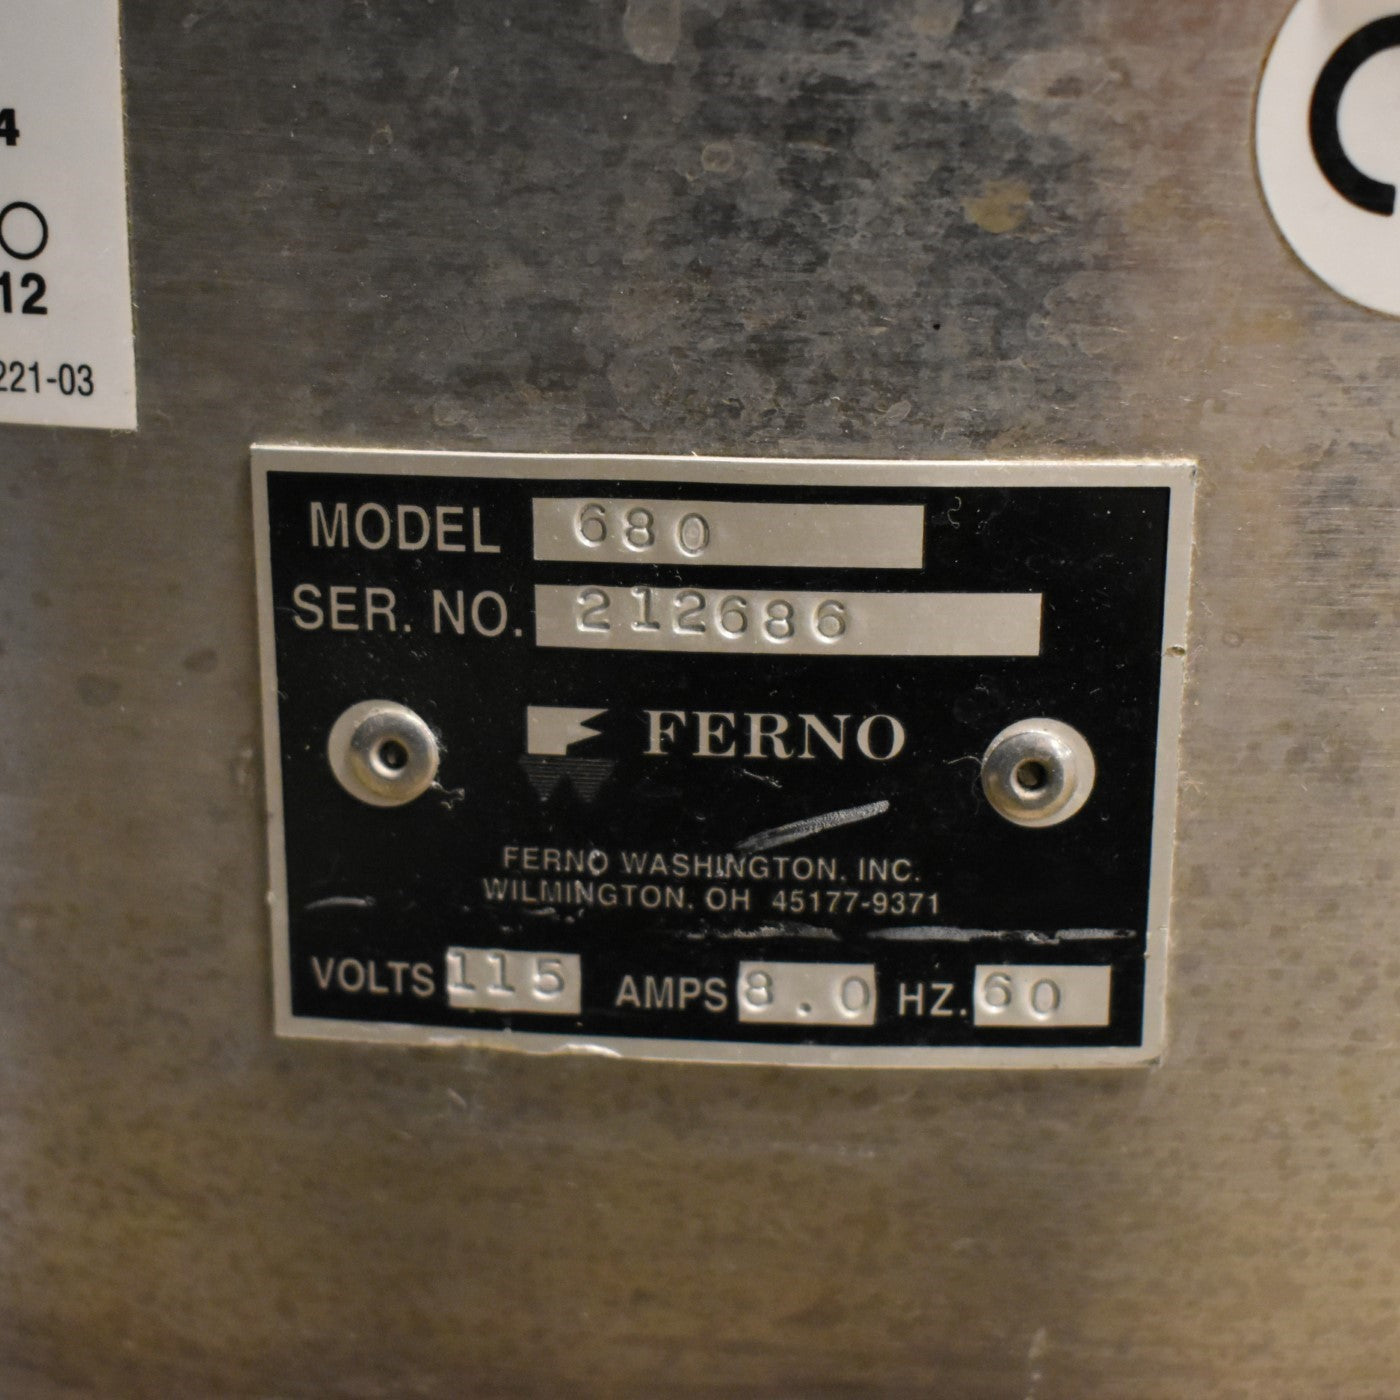 4
12
221-03
MODEL 680
SER. NO. 212686
FERNO
FERNO WASHINGTON, INC.
WILMINGTON, OH 45177-9371
VOLTS 115 AMPS 8.0 HZ. 60